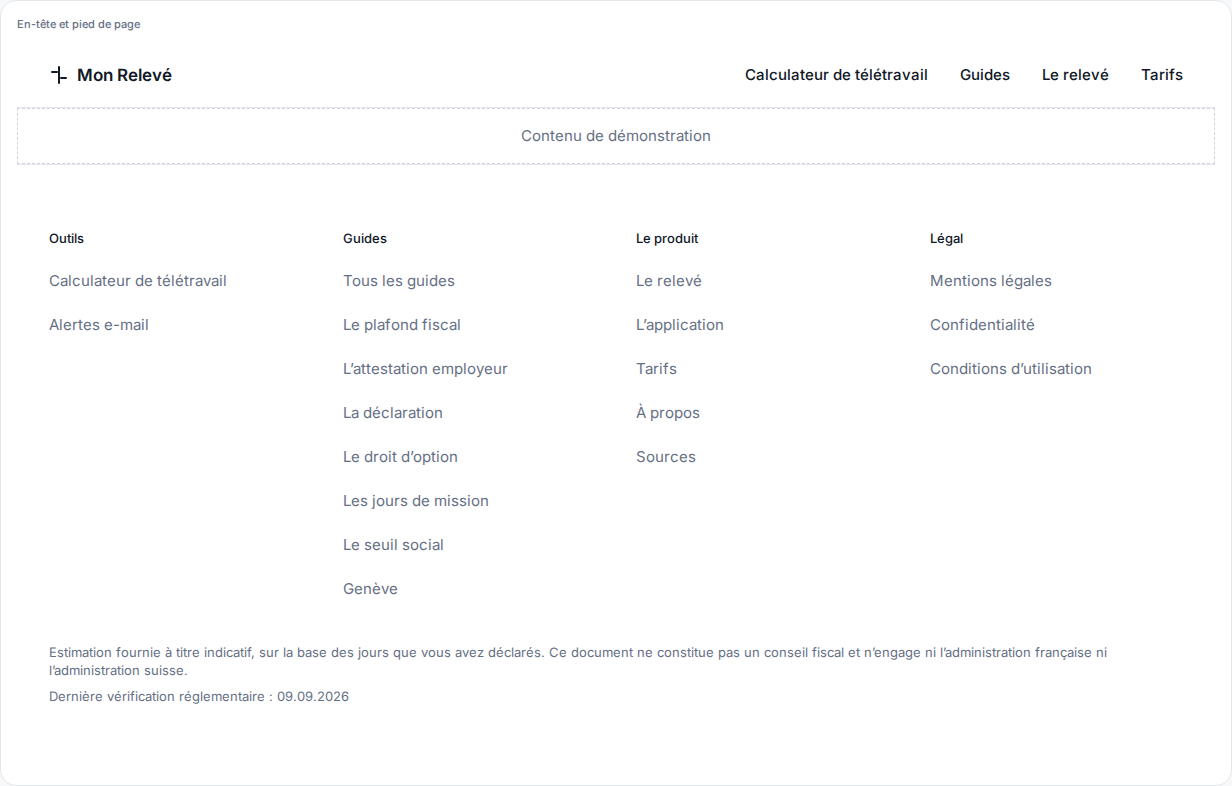 En-tête et pied de page
Mon Relevé
Calculateur de télétravail
Guides
Le relevé
Tarifs
Contenu de démonstration
Outils
Calculateur de télétravail
Alertes e-mail
Guides
Tous les guides
Le plafond fiscal
L’attestation employeur
La déclaration
Le droit d’option
Les jours de mission
Le seuil social
Genève
Le produit
Le relevé
L’application
Tarifs
À propos
Sources
Légal
Mentions légales
Confidentialité
Conditions d’utilisation
Estimation fournie à titre indicatif, sur la base des jours que vous avez déclarés. Ce document ne constitue pas un conseil fiscal et n’engage ni l’administration française ni
l’administration suisse.
Dernière vérification réglementaire : 09.09.2026